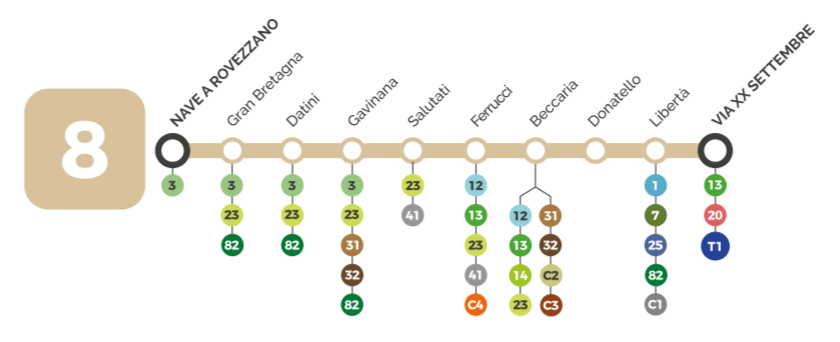 8
NAVE A ROVEZZANO
Gran Bretagna
Datini
Gavinana
Salutati
Ferrucci
Beccaria
Donatello
Libertà
VIA XX SETTEMBRE
3
3
23
82
3
23
82
3
23
31
32
82
23
41
12
13
23
41
C4
12
13
14
23
31
32
C2
C3
1
7
25
82
C1
13
20
T1